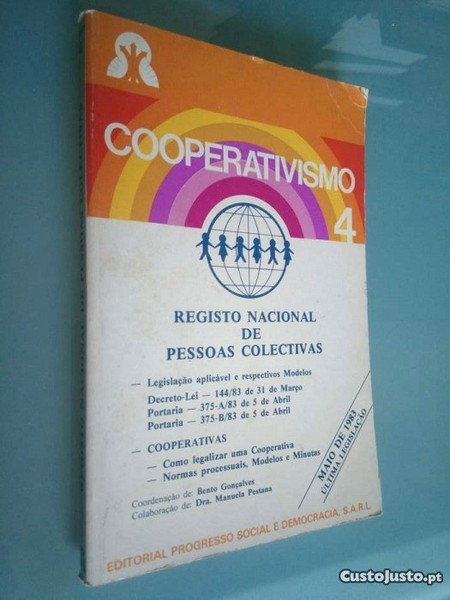 COOPERATIVISMO
4
REGISTO NACIONAL
DE
PESSOAS COLECTIVAS
— Legislação aplicável e respectivos Modelos
Decreto-Lei — 144/83 de 31 de Março
Portaria — 375-A/83 de 5 de Abril
Portaria — 375-B/83 de 5 de Abril
— COOPERATIVAS
— Como legalizar uma Cooperativa
— Normas processuais, Modelos e Minutas
Coordenação de: Bento Gonçalves
Colaboração de: Dra. Manuela Pestana
MAIO DE 1983
ÚLTIMA LEGISLAÇÃO
EDITORIAL PROGRESSO SOCIAL E DEMOCRACIA, S.A.R.L.
CustoJusto.pt